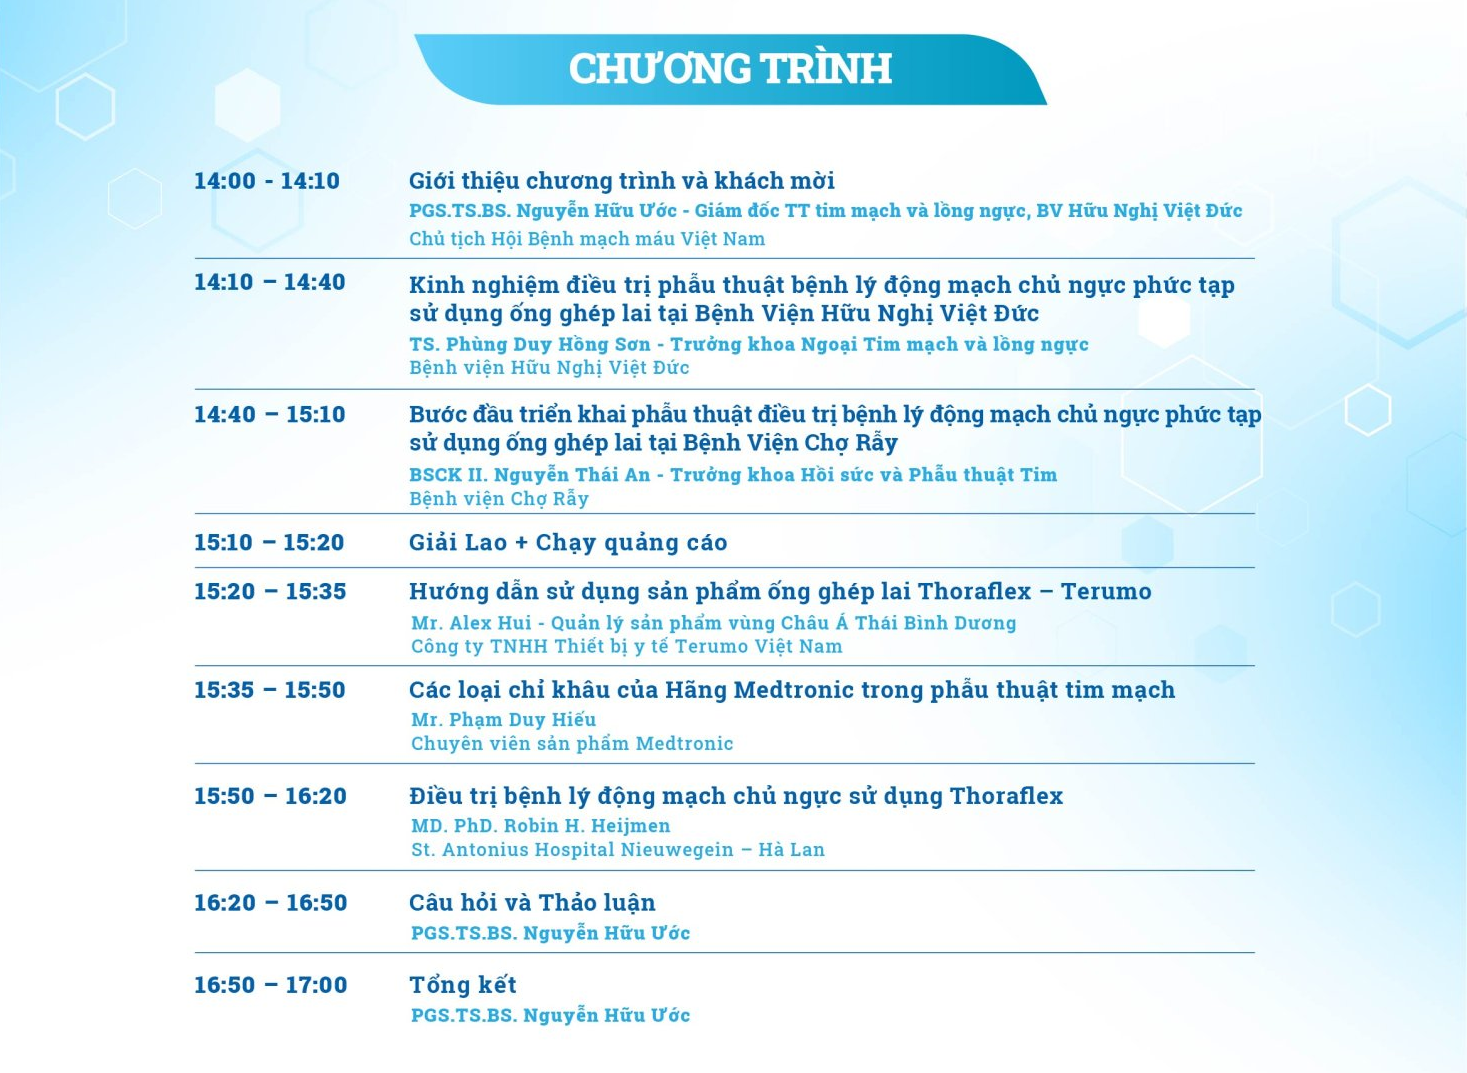 CHƯƠNG TRÌNH
14:00 - 14:10
Giới thiệu chương trình và khách mời
PGS.TS.BS. Nguyễn Hữu Ước - Giám đốc TT tim mạch và lồng ngực, BV Hữu Nghị Việt Đức
Chủ tịch Hội Bệnh mạch máu Việt Nam
14:10 – 14:40
Kinh nghiệm điều trị phẫu thuật bệnh lý động mạch chủ ngực phức tạp
sử dụng ống ghép lai tại Bệnh Viện Hữu Nghị Việt Đức
TS. Phùng Duy Hồng Sơn - Trưởng khoa Ngoại Tim mạch và lồng ngực
Bệnh viện Hữu Nghị Việt Đức
14:40 – 15:10
Bước đầu triển khai phẫu thuật điều trị bệnh lý động mạch chủ ngực phức tạp
sử dụng ống ghép lai tại Bệnh Viện Chợ Rẫy
BSCK II. Nguyễn Thái An - Trưởng khoa Hồi sức và Phẫu thuật Tim
Bệnh viện Chợ Rẫy
15:10 – 15:20
Giải Lao + Chạy quảng cáo
15:20 – 15:35
Hướng dẫn sử dụng sản phẩm ống ghép lai Thoraflex – Terumo
Mr. Alex Hui - Quản lý sản phẩm vùng Châu Á Thái Bình Dương
Công ty TNHH Thiết bị y tế Terumo Việt Nam
15:35 – 15:50
Các loại chỉ khâu của Hãng Medtronic trong phẫu thuật tim mạch
Mr. Phạm Duy Hiếu
Chuyên viên sản phẩm Medtronic
15:50 – 16:20
Điều trị bệnh lý động mạch chủ ngực sử dụng Thoraflex
MD. PhD. Robin H. Heijmen
St. Antonius Hospital Nieuwegein – Hà Lan
16:20 – 16:50
Câu hỏi và Thảo luận
PGS.TS.BS. Nguyễn Hữu Ước
16:50 – 17:00
Tổng kết
PGS.TS.BS. Nguyễn Hữu Ước